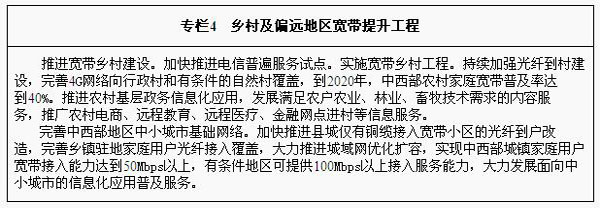 专栏4　乡村及偏远地区宽带提升工程
推进宽带乡村建设。加快推进电信普遍服务试点。实施宽带乡村工程。持续加强光纤到村建
设，完善4G网络向行政村和有条件的自然村覆盖，到2020年，中西部农村家庭宽带普及率达
到40%。推进农村基层政务信息化应用，发展满足农户农业、林业、畜牧技术需求的内容服
务，推广农村电商、远程教育、远程医疗、金融网点进村等信息服务。
完善中西部地区中小城市基础网络。加快推进县城仅有铜缆接入宽带小区的光纤到户改
造，完善乡镇驻地家庭用户光纤接入覆盖，大力推进城域网优化扩容，实现中西部城镇家庭用户
宽带接入能力达到50Mbps以上，有条件地区可提供100Mbps以上接入服务能力，大力发展面向中
小城市的信息化应用普及服务。